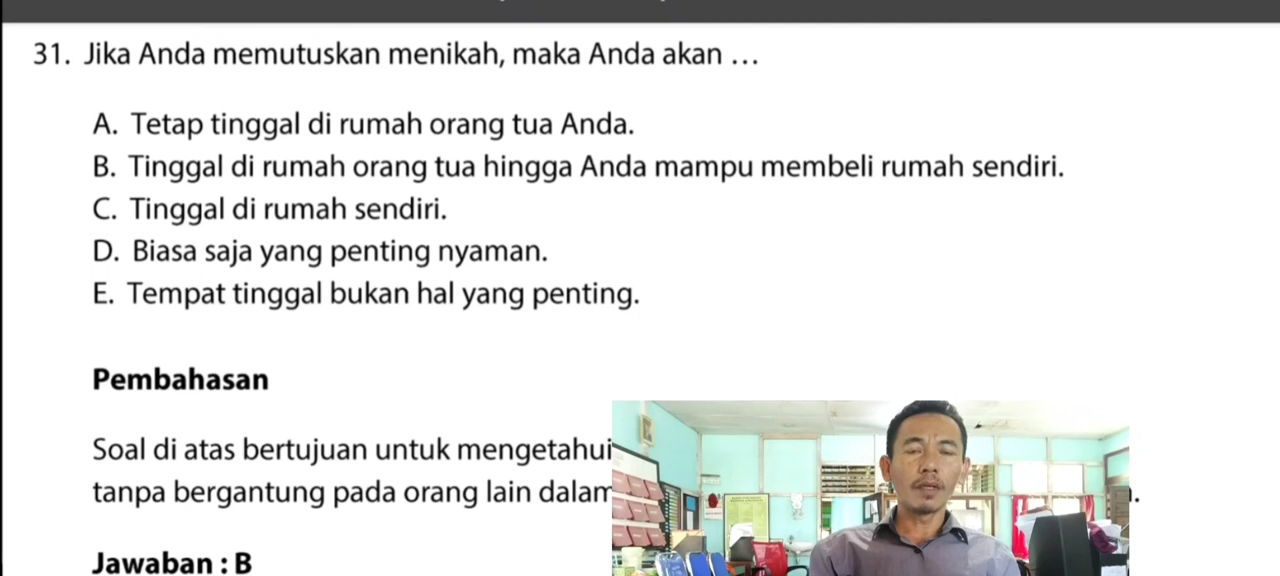 31. Jika Anda memutuskan menikah, maka Anda akan …
A. Tetap tinggal di rumah orang tua Anda.
B. Tinggal di rumah orang tua hingga Anda mampu membeli rumah sendiri.
C. Tinggal di rumah sendiri.
D. Biasa saja yang penting nyaman.
E. Tempat tinggal bukan hal yang penting.
Pembahasan
Soal di atas bertujuan untuk mengetahui
tanpa bergantung pada orang lain dalam
Jawaban : B